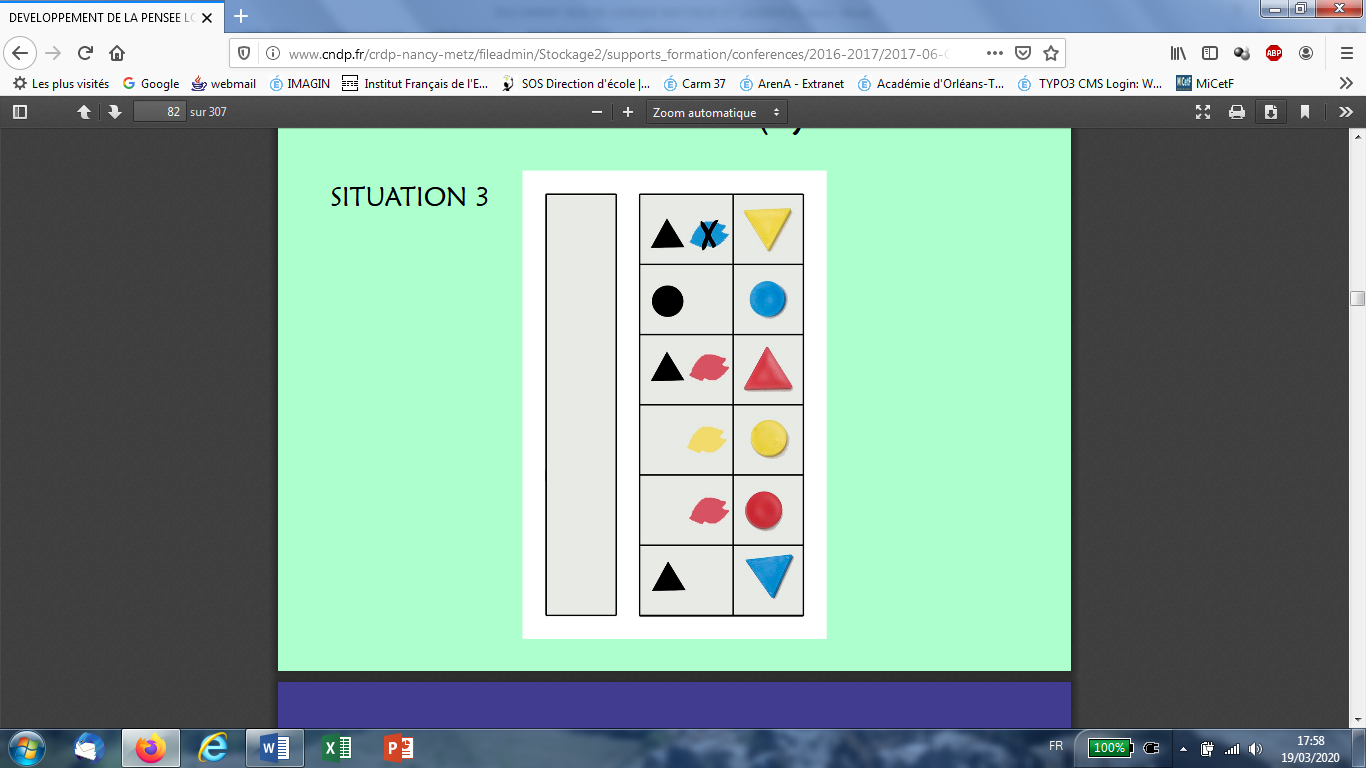 DEVELOPPEMENT DE LA PENSEE LO
www.cndp.fr/crdp-nancy-metz/fileadmin/Stockage2/supports_formation/conferences/2016-2017/2017-06-
Les plus visités Google webmail IMAGIN Institut Français de l'E... SOS Direction d'école |... Carm 37 ArenA - Extranet Académie d'Orléans-T... TYPO3 CMS Login: W... MiCetF
82 sur 307 Zoom automatique
SITUATION 3
FR 100% 17:58
19/03/2020